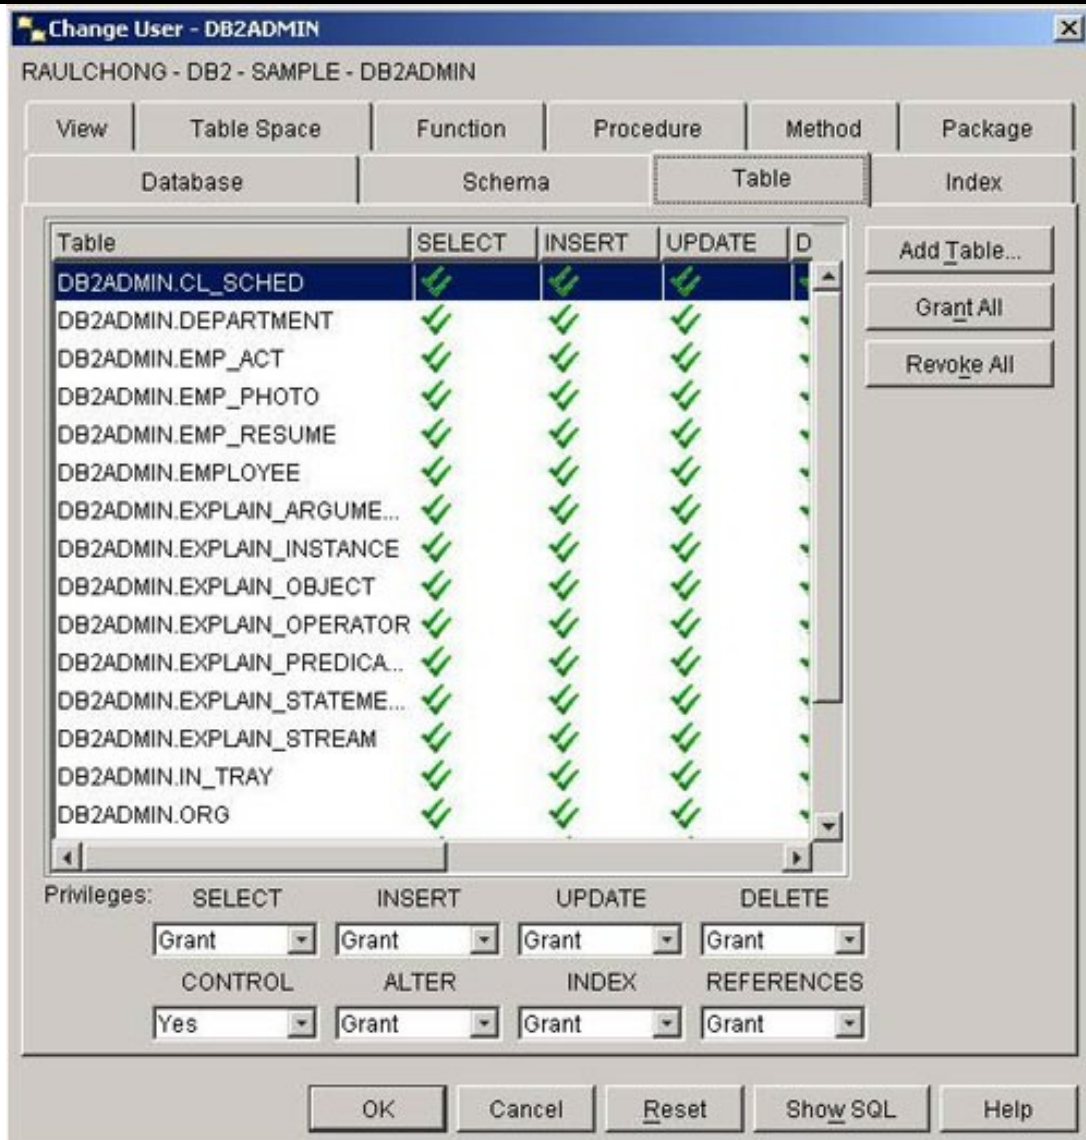 Change User - DB2ADMIN
RAULCHONG - DB2 - SAMPLE - DB2ADMIN
View Table Space Function Procedure Method Package
Database Schema Table Index
Table SELECT INSERT UPDATE D
DB2ADMIN.CL_SCHED
DB2ADMIN.DEPARTMENT
DB2ADMIN.EMP_ACT
DB2ADMIN.EMP_PHOTO
DB2ADMIN.EMP_RESUME
DB2ADMIN.EMPLOYEE
DB2ADMIN.EXPLAIN_ARGUME...
DB2ADMIN.EXPLAIN_INSTANCE
DB2ADMIN.EXPLAIN_OBJECT
DB2ADMIN.EXPLAIN_OPERATOR
DB2ADMIN.EXPLAIN_PREDICA...
DB2ADMIN.EXPLAIN_STATEME...
DB2ADMIN.EXPLAIN_STREAM
DB2ADMIN.IN_TRAY
DB2ADMIN.ORG
Add Table...
Grant All
Revoke All
Privileges: SELECT INSERT UPDATE DELETE
Grant Grant Grant Grant
CONTROL ALTER INDEX REFERENCES
Yes Grant Grant Grant
OK Cancel Reset Show SQL Help